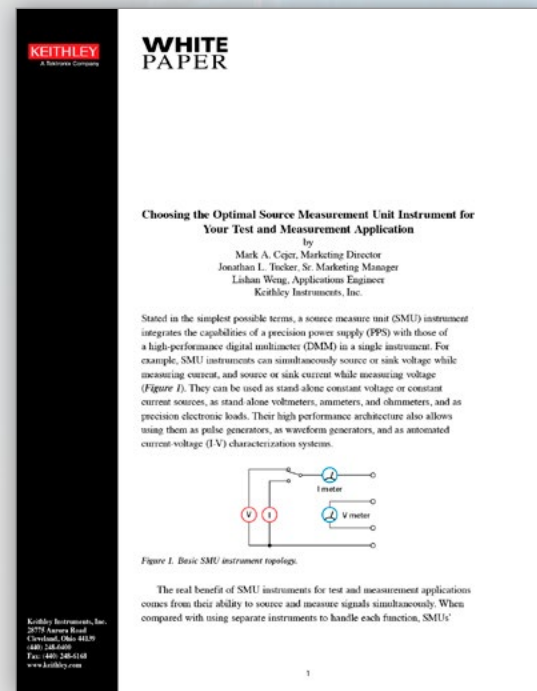 KEITHLEY
A Tektronix Company
WHITE
PAPER
Choosing the Optimal Source Measurement Unit Instrument for
Your Test and Measurement Application
by
Mark A. Cejer, Marketing Director
Jonathan L. Tucker, Sr. Marketing Manager
Lishan Weng, Applications Engineer
Keithley Instruments, Inc.
Stated in the simplest possible terms, a source measure unit (SMU) instrument
integrates the capabilities of a precision power supply (PPS) with those of
a high-performance digital multimeter (DMM) in a single instrument. For
example, SMU instruments can simultaneously source or sink voltage while
measuring current, and source or sink current while measuring voltage
(Figure 1). They can be used as stand-alone constant voltage or constant
current sources, as stand-alone voltmeters, ammeters, and ohmmeters, and as
precision electronic loads. Their high performance architecture also allows
using them as pulse generators, as waveform generators, and as automated
current-voltage (I-V) characterization systems.
I meter
V I V meter
Figure 1. Basic SMU instrument topology.
The real benefit of SMU instruments for test and measurement applications
comes from their ability to source and measure signals simultaneously. When
compared with using separate instruments to handle each function, SMUs'
Keithley Instruments, Inc.
28775 Aurora Road
Cleveland, Ohio 44139
(440) 248-0400
Fax: (440) 248-6168
www.keithley.com
1